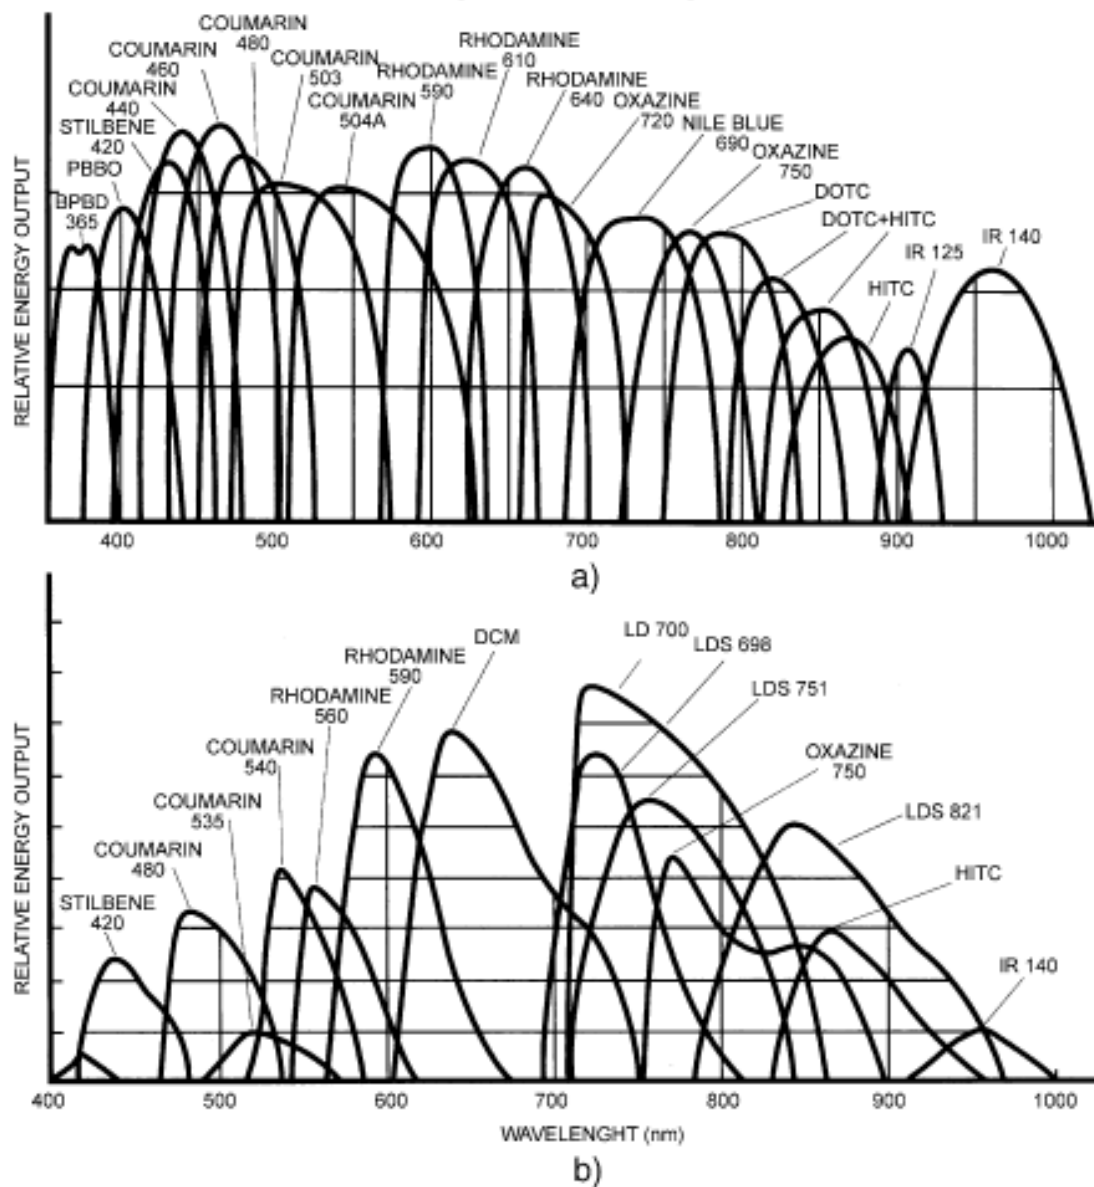 COUMARIN
480
COUMARIN
460
COUMARIN
503
COUMARIN
440
COUMARIN
504A
STILBENE
420
PBBO
BPBD
365
RHODAMINE
590
RHODAMINE
610
RHODAMINE
640
OXAZINE
720
NILE BLUE
690
OXAZINE
750
DOTC
DOTC+HITC
HITC
IR 125
IR 140
RELATIVE ENERGY OUTPUT
400 500 600 700 800 900 1000
a)
STILBENE
420
COUMARIN
480
COUMARIN
535
COUMARIN
540
RHODAMINE
560
RHODAMINE
590
DCM
LD 700
LDS 698
LDS 751
OXAZINE
750
LDS 821
HITC
IR 140
RELATIVE ENERGY OUTPUT
400 500 600 700 800 900 1000
WAVELENGHT (nm)
b)